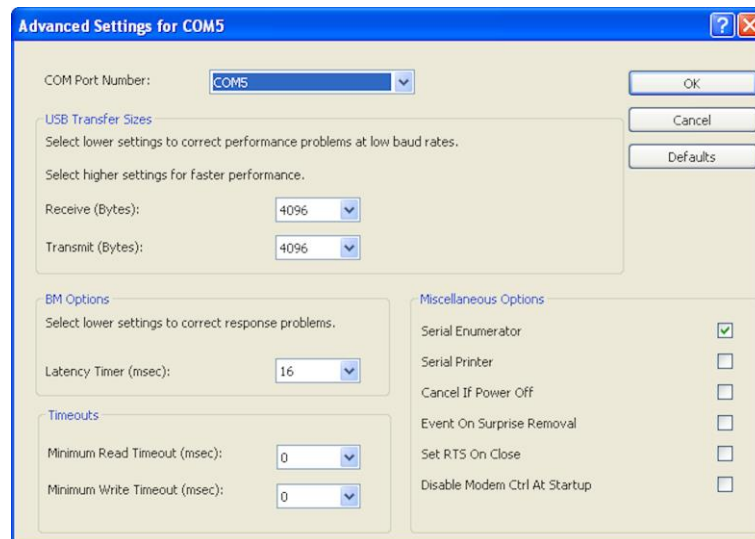 Advanced Settings for COM5
?
COM Port Number:
COM5
OK
Cancel
Defaults
USB Transfer Sizes
Select lower settings to correct performance problems at low baud rates.
Select higher settings for faster performance.
Receive (Bytes):
4096
Transmit (Bytes):
4096
BM Options
Select lower settings to correct response problems.
Latency Timer (msec):
16
Timeouts
Minimum Read Timeout (msec):
0
Minimum Write Timeout (msec):
0
Miscellaneous Options
Serial Enumerator
Serial Printer
Cancel If Power Off
Event On Surprise Removal
Set RTS On Close
Disable Modem Ctrl At Startup